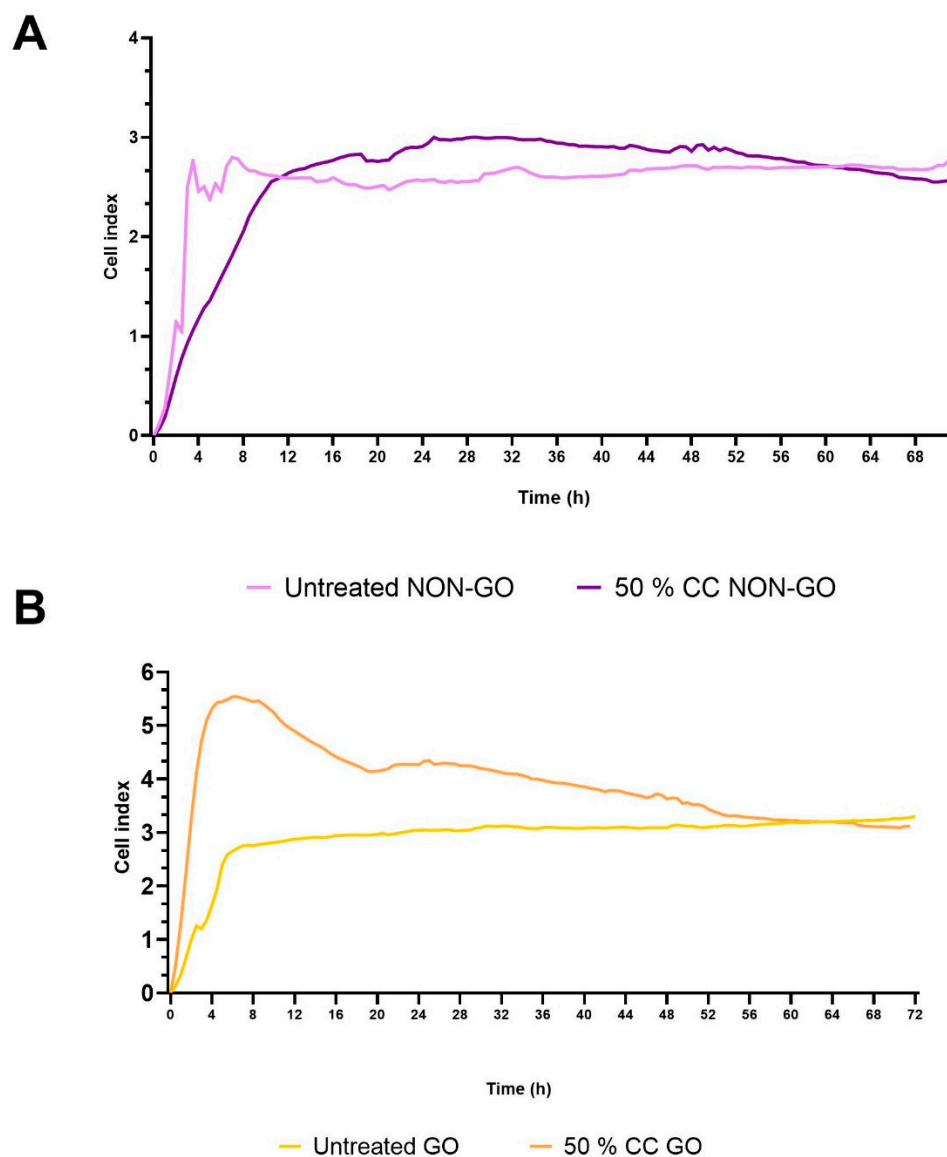 A
4
3
2
1
0
Cell index
0 4 8 12 16 20 24 28 32 36 40 44 48 52 56 60 64 68
Time (h)
Untreated NON-GO 50 % CC NON-GO
B
6
5
4
3
2
1
0
Cell index
0 4 8 12 16 20 24 28 32 36 40 44 48 52 56 60 64 68 72
Time (h)
Untreated GO 50 % CC GO